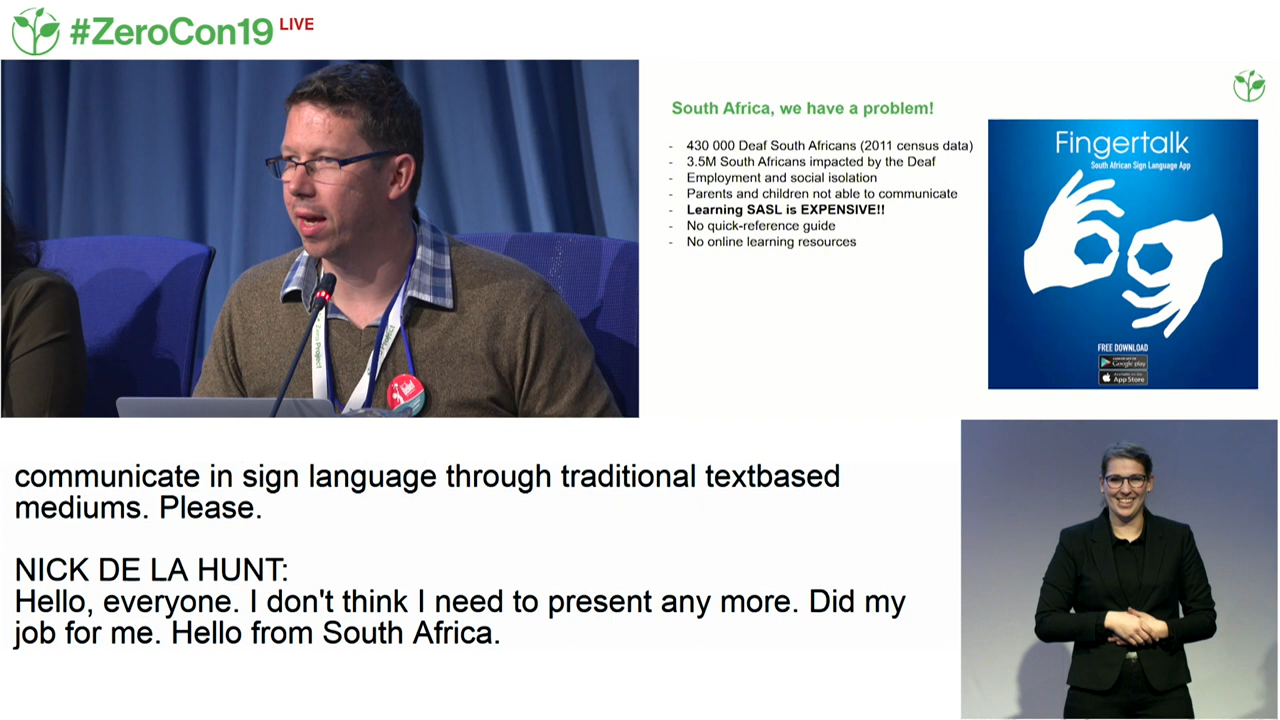 #ZeroCon19 LIVE
South Africa, we have a problem!
- 430 000 Deaf South Africans (2011 census data)
- 3.5M South Africans impacted by the Deaf
- Employment and social isolation
- Parents and children not able to communicate
- Learning SASL is EXPENSIVE!!
- No quick-reference guide
- No online learning resources
Fingertalk
South African Sign Language App
FREE DOWNLOAD
Google play
App Store
Zero Project
communicate in sign language through traditional textbased
mediums. Please.
NICK DE LA HUNT:
Hello, everyone. I don't think I need to present any more. Did my
job for me. Hello from South Africa.